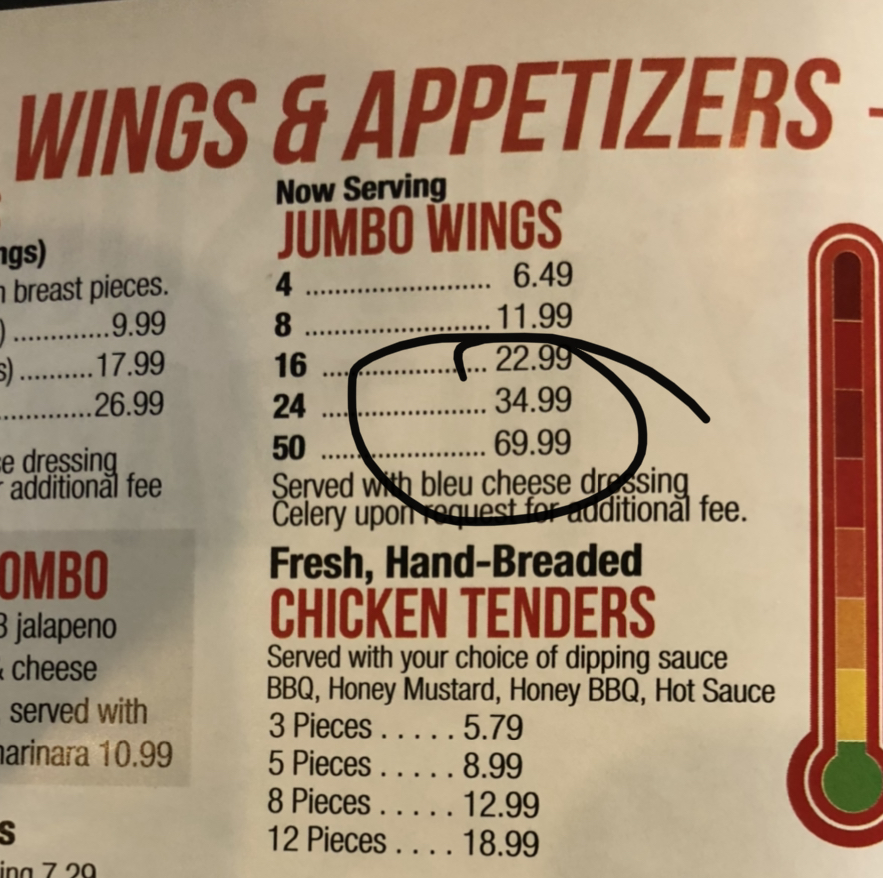 WINGS & APPETIZERS -
ngs)
breast pieces.
) .............9.99
s) ..........17.99
............26.99
dressing
additional fee
OMBO
3 jalapeno
& cheese
served with
marinara 10.99
S
ing 7.29
Now Serving
JUMBO WINGS
4 ......................... 6.49
8 ......................... 11.99
16 ...................... 22.99
24 ...................... 34.99
50 ...................... 69.99
Served with bleu cheese dressing
Celery upon request for additional fee.
Fresh, Hand-Breaded
CHICKEN TENDERS
Served with your choice of dipping sauce
BBQ, Honey Mustard, Honey BBQ, Hot Sauce
3 Pieces . . . . . 5.79
5 Pieces . . . . . 8.99
8 Pieces . . . . . 12.99
12 Pieces . . . . 18.99